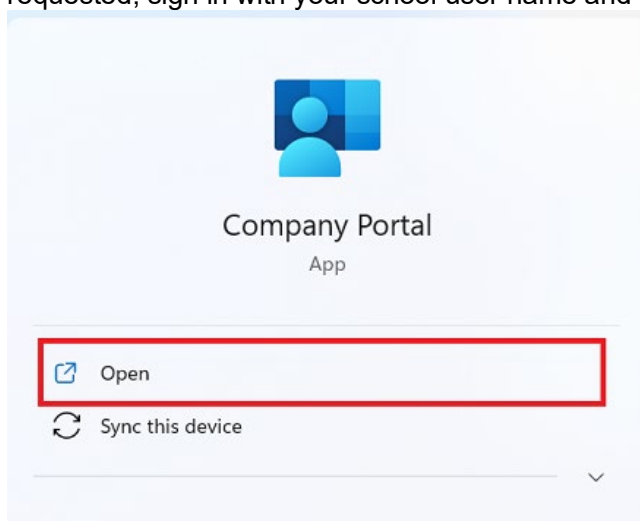 requested, sign in with your school user name and
Company Portal
App
Open
Sync this device